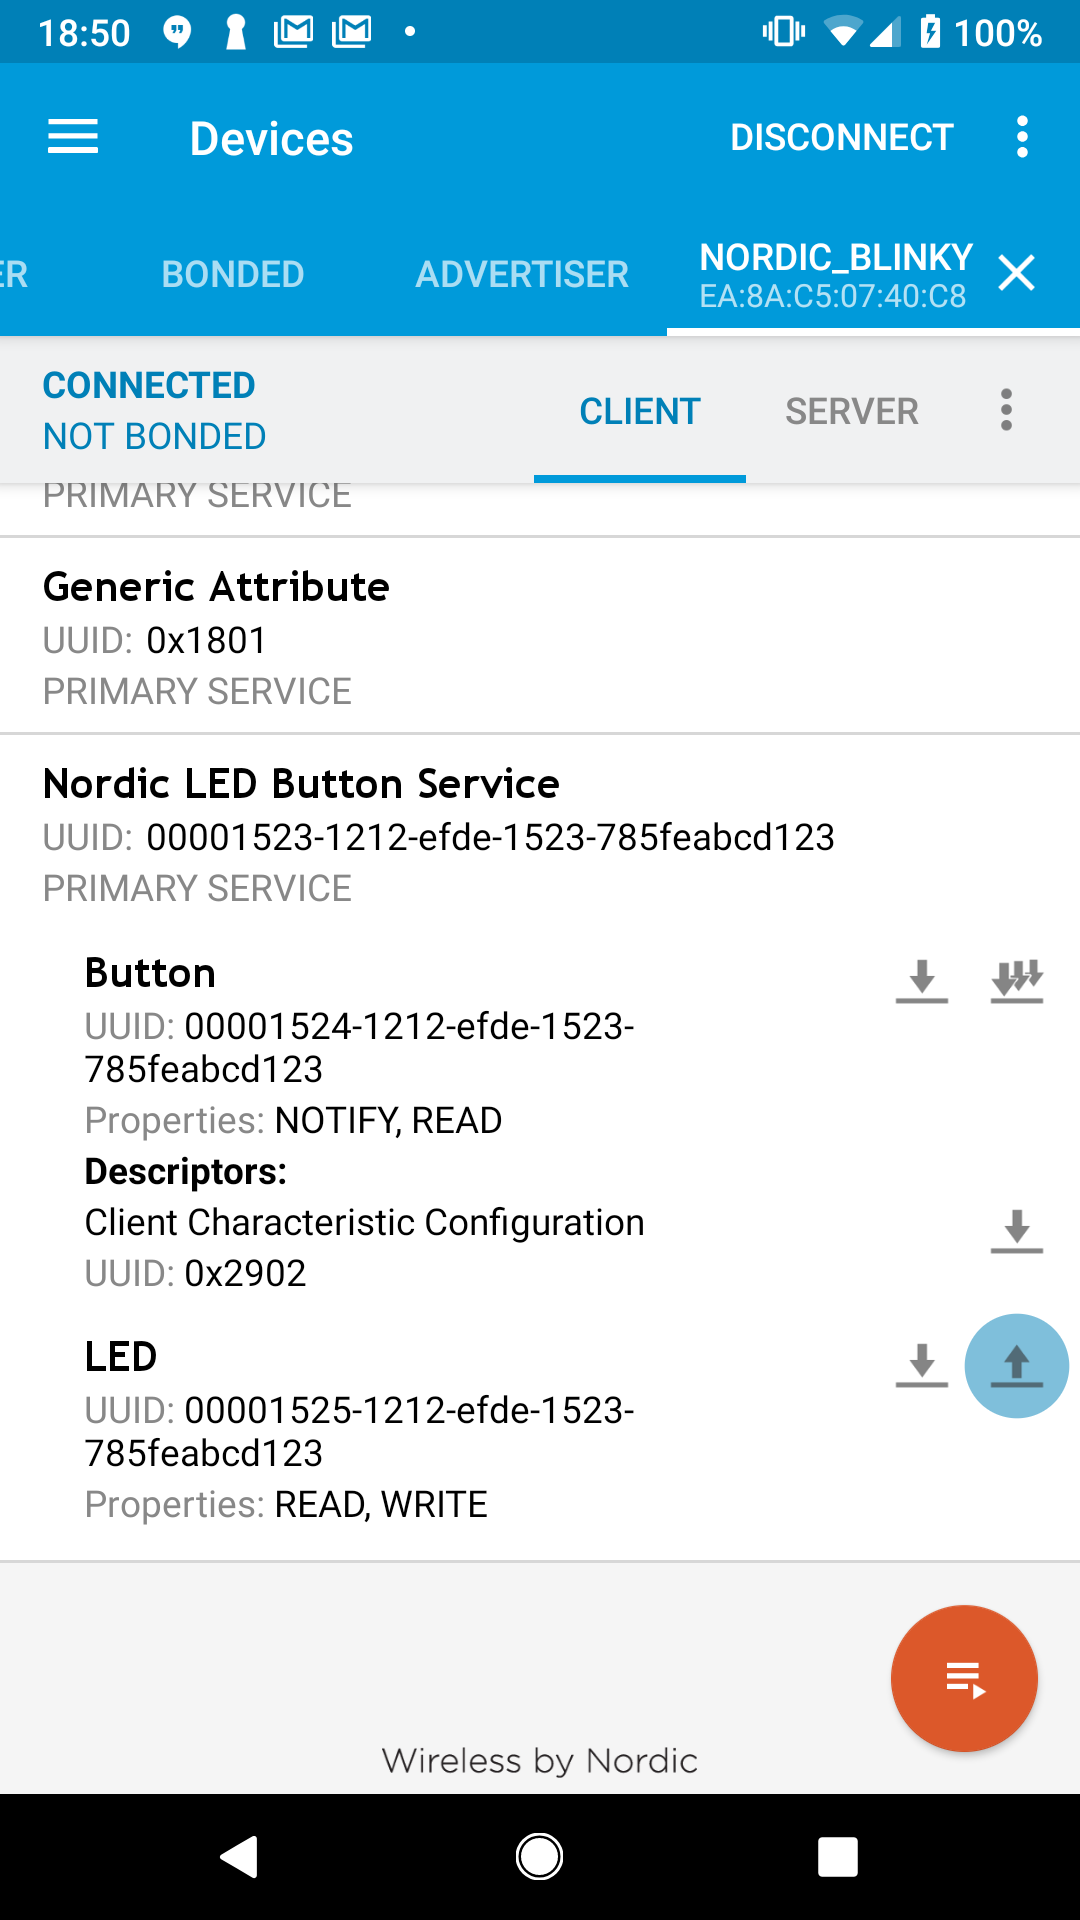 18:50
100%
Devices
DISCONNECT
ER
BONDED
ADVERTISER
NORDIC_BLINKY
EA:8A:C5:07:40:C8
CONNECTED
NOT BONDED
CLIENT
SERVER
PRIMARY SERVICE
Generic Attribute
UUID: 0x1801
PRIMARY SERVICE
Nordic LED Button Service
UUID: 00001523-1212-efde-1523-785feabcd123
PRIMARY SERVICE
Button
UUID: 00001524-1212-efde-1523-
785feabcd123
Properties: NOTIFY, READ
Descriptors:
Client Characteristic Configuration
UUID: 0x2902
LED
UUID: 00001525-1212-efde-1523-
785feabcd123
Properties: READ, WRITE
Wireless by Nordic